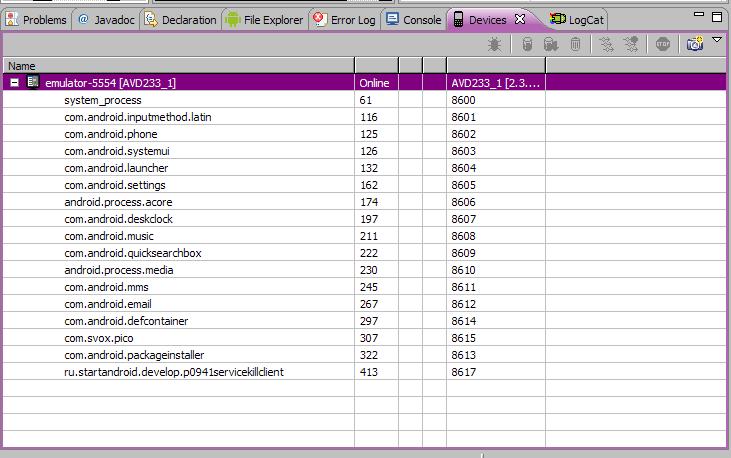 Problems @ Javadoc Declaration File Explorer Error Log Console Devices LogCat
STOP
Name
emulator-5554 [AVD233_1] Online AVD233_1 [2.3....
system_process 61 8600
com.android.inputmethod.latin 116 8601
com.android.phone 125 8602
com.android.systemui 126 8603
com.android.launcher 132 8604
com.android.settings 162 8605
android.process.acore 174 8606
com.android.deskclock 197 8607
com.android.music 211 8608
com.android.quicksearchbox 222 8609
android.process.media 230 8610
com.android.mms 245 8611
com.android.email 267 8612
com.android.defcontainer 297 8614
com.svox.pico 307 8615
com.android.packageinstaller 322 8613
ru.startandroid.develop.p0941servicekillclient 413 8617